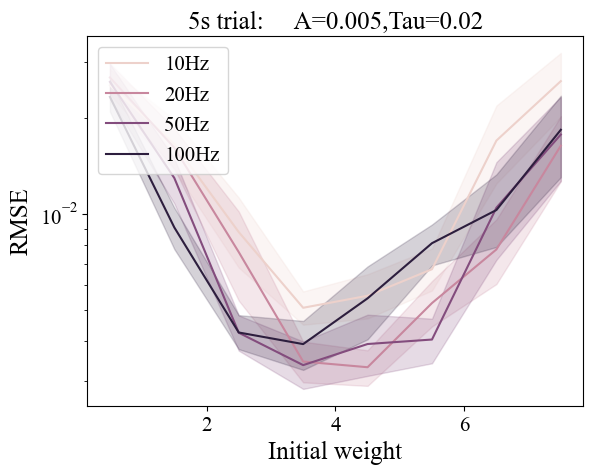 5s trial:    A=0.005,Tau=0.02
10Hz
20Hz
50Hz
100Hz
RMSE
10⁻²
2 4 6
Initial weight